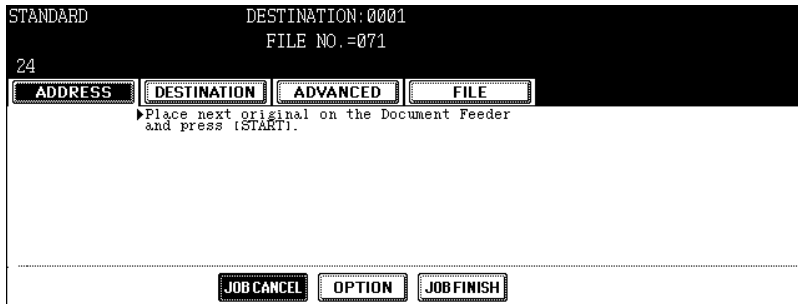 STANDARD DESTINATION:0001
FILE NO.=071
24
ADDRESS DESTINATION ADVANCED FILE
▶Place next original on the Document Feeder
and press [START].
JOB CANCEL OPTION JOB FINISH